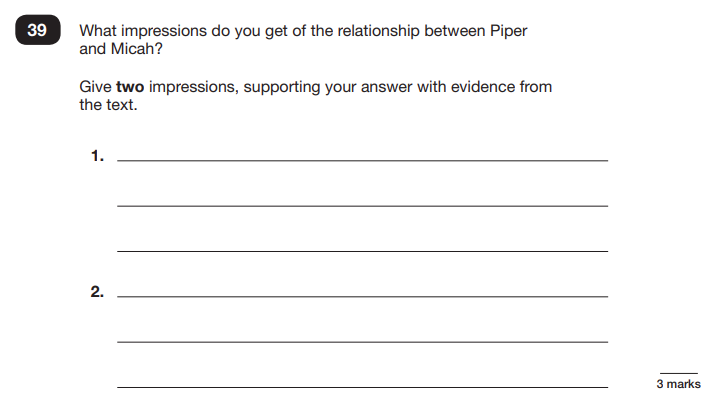 39
What impressions do you get of the relationship between Piper
and Micah?
Give two impressions, supporting your answer with evidence from
the text.
1.
2.
3 marks